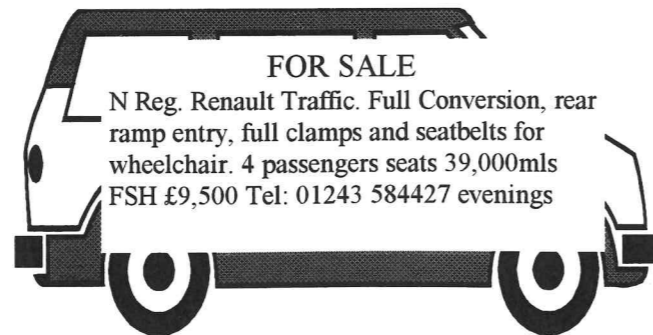 FOR SALE
N Reg. Renault Traffic. Full Conversion, rear
ramp entry, full clamps and seatbelts for
wheelchair. 4 passengers seats 39,000mls
FSH £9,500 Tel: 01243 584427 evenings